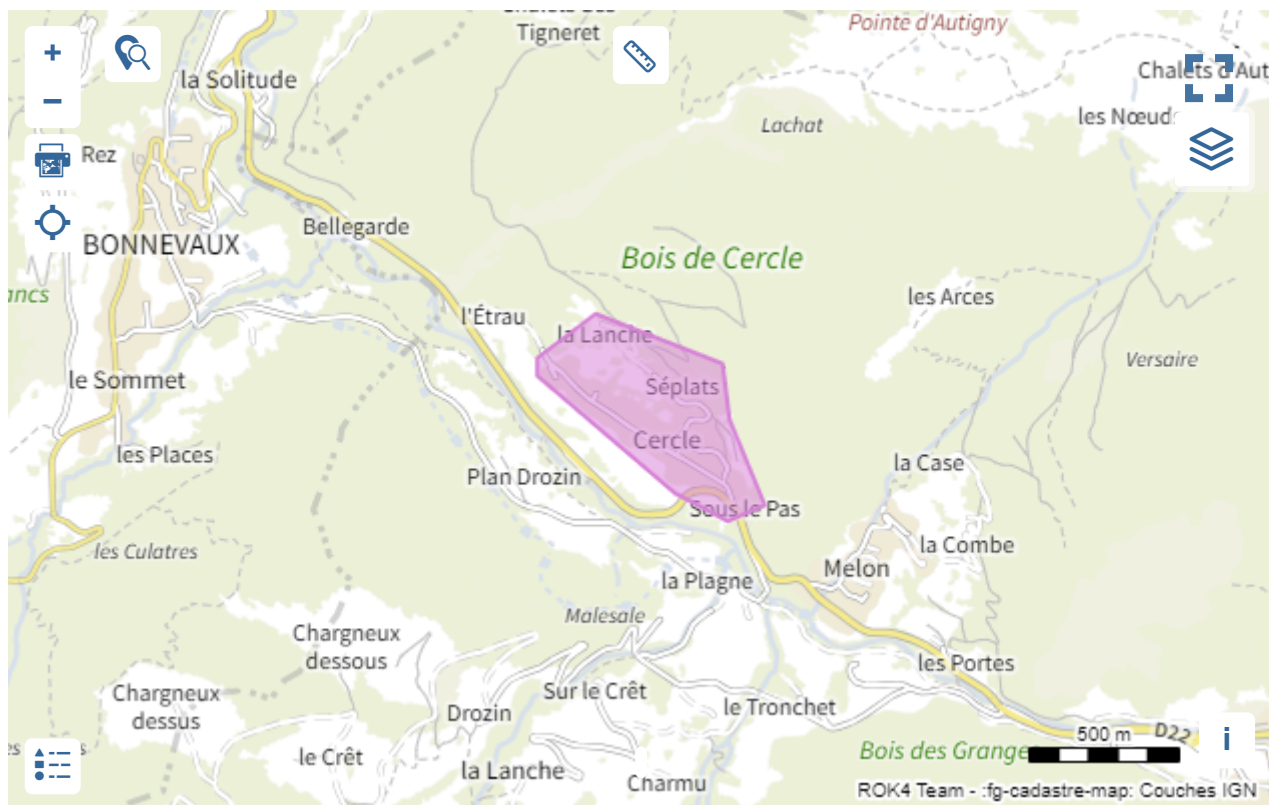 Tigneret
Pointe d'Autigny
la Solitude
Chalets d'Aut
Lachat
les Nœuds
Rez
Bellegarde
BONNEVAUX
Bois de Cercle
ancs
les Arces
l'Étrau
la Lanche
Versaire
le Sommet
Séplats
Cercle
les Places
la Case
Plan Drozin
Sous le Pas
les Culatres
la Combe
Melon
la Plagne
Malesale
Chargneux
dessous
les Portes
Chargneux
dessus
Sur le Crêt
Drozin
le Tronchet
500 m
D22
i
Bois des Grange
le Crêt
la Lanche
Charmu
ROK4 Team - :fg-cadastre-map: Couches IGN